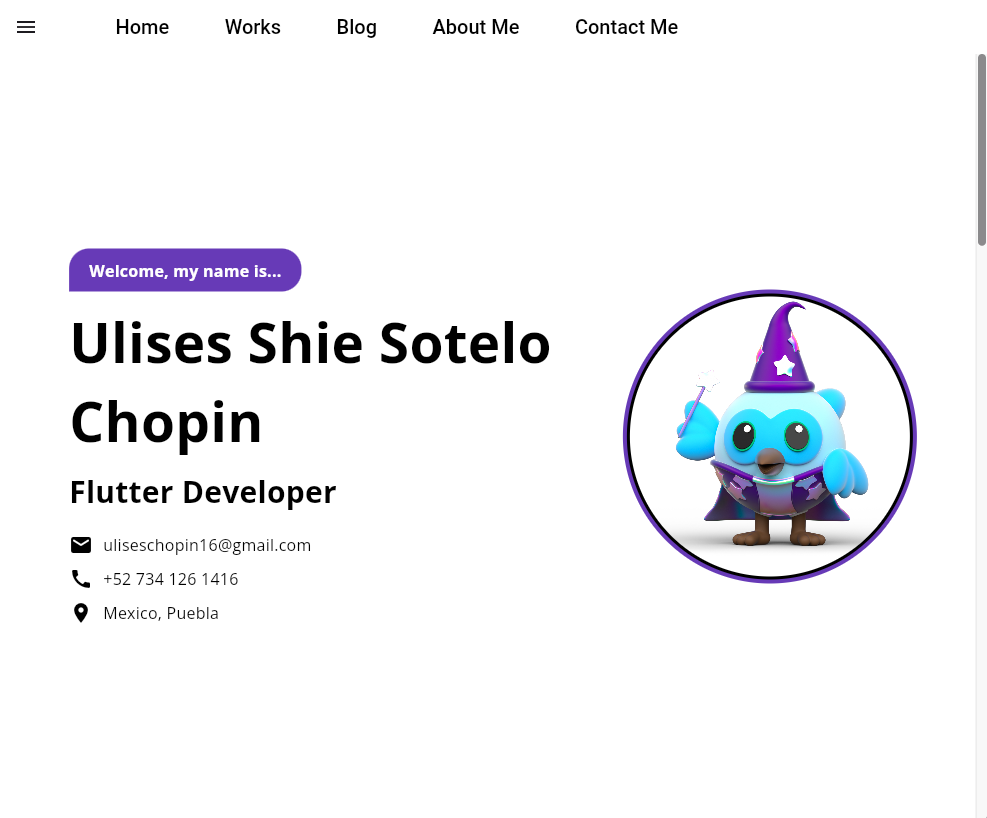 Home Works Blog About Me Contact Me
Welcome, my name is...
Ulises Shie Sotelo
Chopin
Flutter Developer
uliseschopin16@gmail.com
+52 734 126 1416
Mexico, Puebla